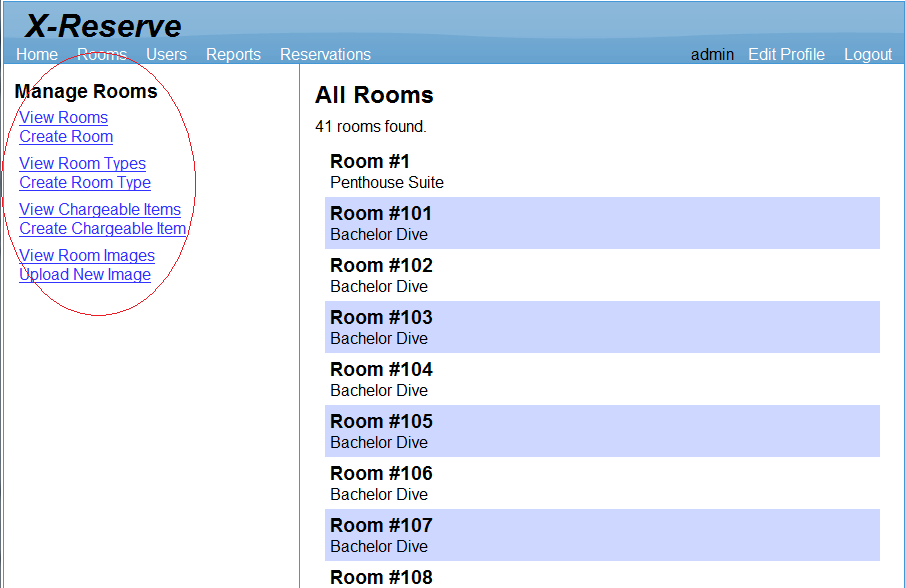 X-Reserve
Home Rooms Users Reports Reservations admin Edit Profile Logout
Manage Rooms
View Rooms
Create Room
View Room Types
Create Room Type
View Chargeable Items
Create Chargeable Item
View Room Images
Upload New Image
All Rooms
41 rooms found.
Room #1
Penthouse Suite
Room #101
Bachelor Dive
Room #102
Bachelor Dive
Room #103
Bachelor Dive
Room #104
Bachelor Dive
Room #105
Bachelor Dive
Room #106
Bachelor Dive
Room #107
Bachelor Dive
Room #108